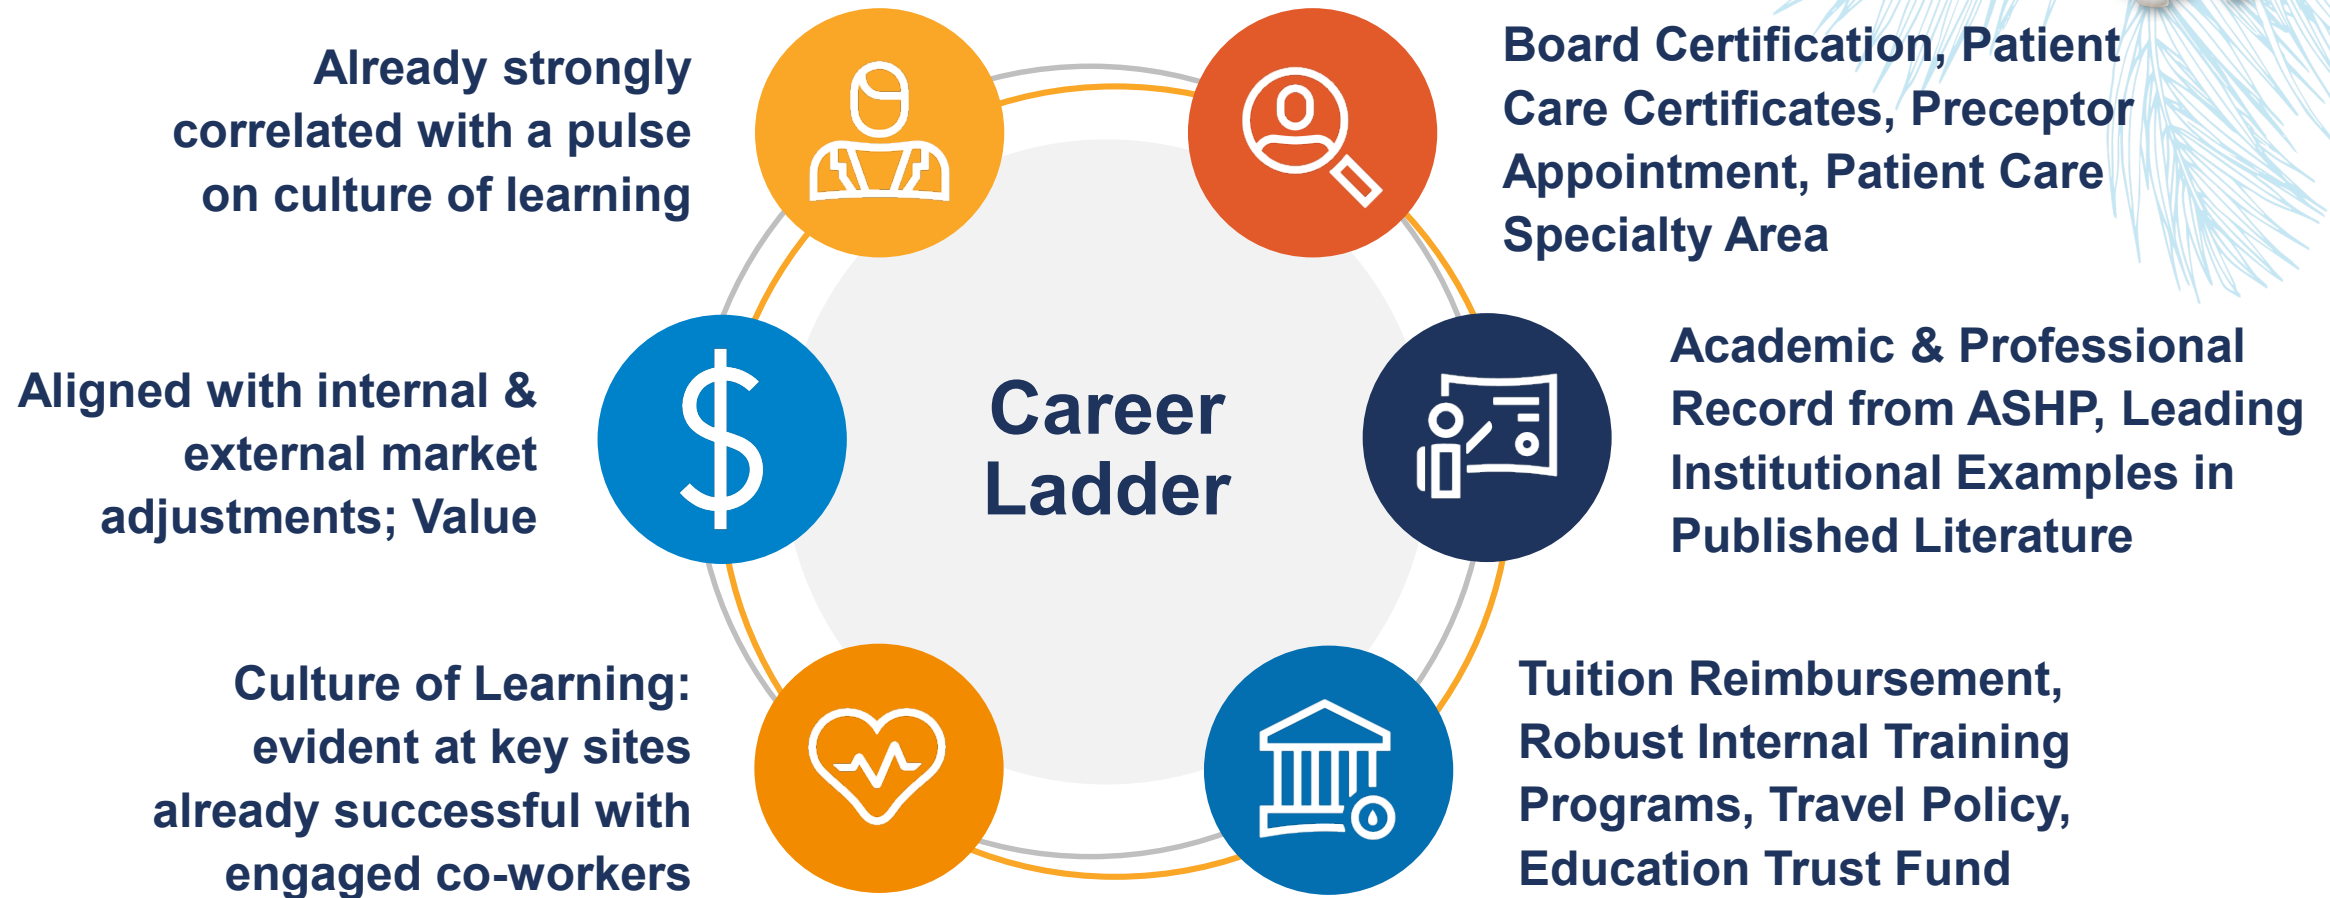 Already strongly
correlated with a pulse
on culture of learning
Board Certification, Patient
Care Certificates, Preceptor
Appointment, Patient Care
Specialty Area
Aligned with internal &
external market
adjustments; Value
Career
Ladder
Academic & Professional
Record from ASHP, Leading
Institutional Examples in
Published Literature
Culture of Learning:
evident at key sites
already successful with
engaged co-workers
Tuition Reimbursement,
Robust Internal Training
Programs, Travel Policy,
Education Trust Fund